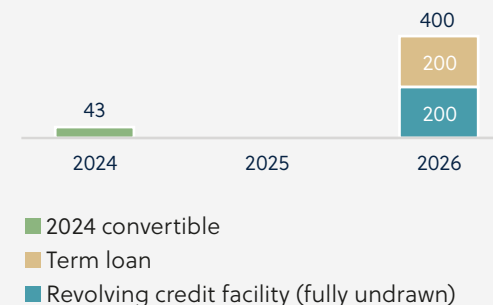 400
200
43
200
2024 2025 2026
2024 convertible
Term loan
Revolving credit facility (fully undrawn)